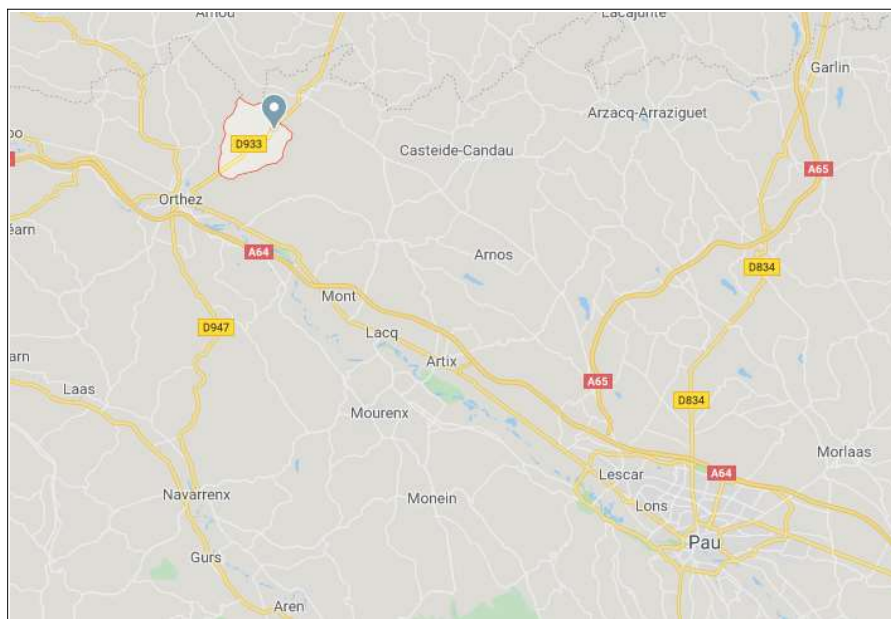 Lacajunte
Garlin
Arzacq-Arraziguet
D933
Casteide-Candau
A65
Orthez
A64
Arnos
D834
Mont
D947
Lacq
Artix
A65
Laas
D834
Mourenx
Morlaas
Lescar
A64
Navarrenx
Monein
Lons
Pau
Gurs
Aren